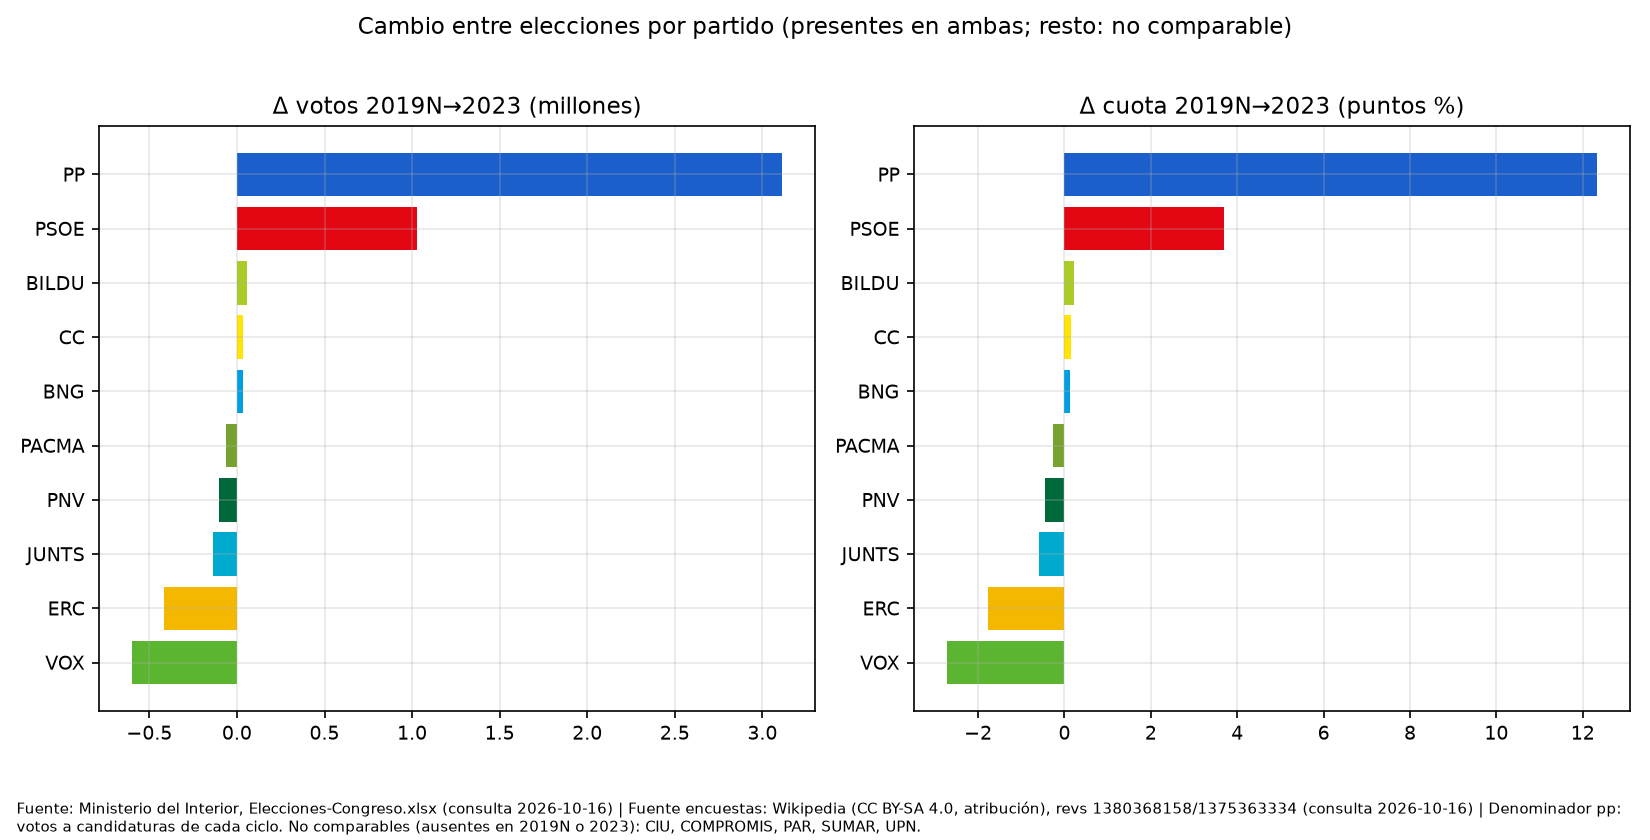 Cambio entre elecciones por partido (presentes en ambas; resto: no comparable)
Δ votos 2019N→2023 (millones)
PP
PSOE
BILDU
CC
BNG
PACMA
PNV
JUNTS
ERC
VOX
−0.5 0.0 0.5 1.0 1.5 2.0 2.5 3.0
Δ cuota 2019N→2023 (puntos %)
PP
PSOE
BILDU
CC
BNG
PACMA
PNV
JUNTS
ERC
VOX
−2 0 2 4 6 8 10 12
Fuente: Ministerio del Interior, Elecciones-Congreso.xlsx (consulta 2026-10-16) | Fuente encuestas: Wikipedia (CC BY-SA 4.0, atribución), revs 1380368158/1375363334 (consulta 2026-10-16) | Denominador pp:
votos a candidaturas de cada ciclo. No comparables (ausentes en 2019N o 2023): CIU, COMPROMIS, PAR, SUMAR, UPN.